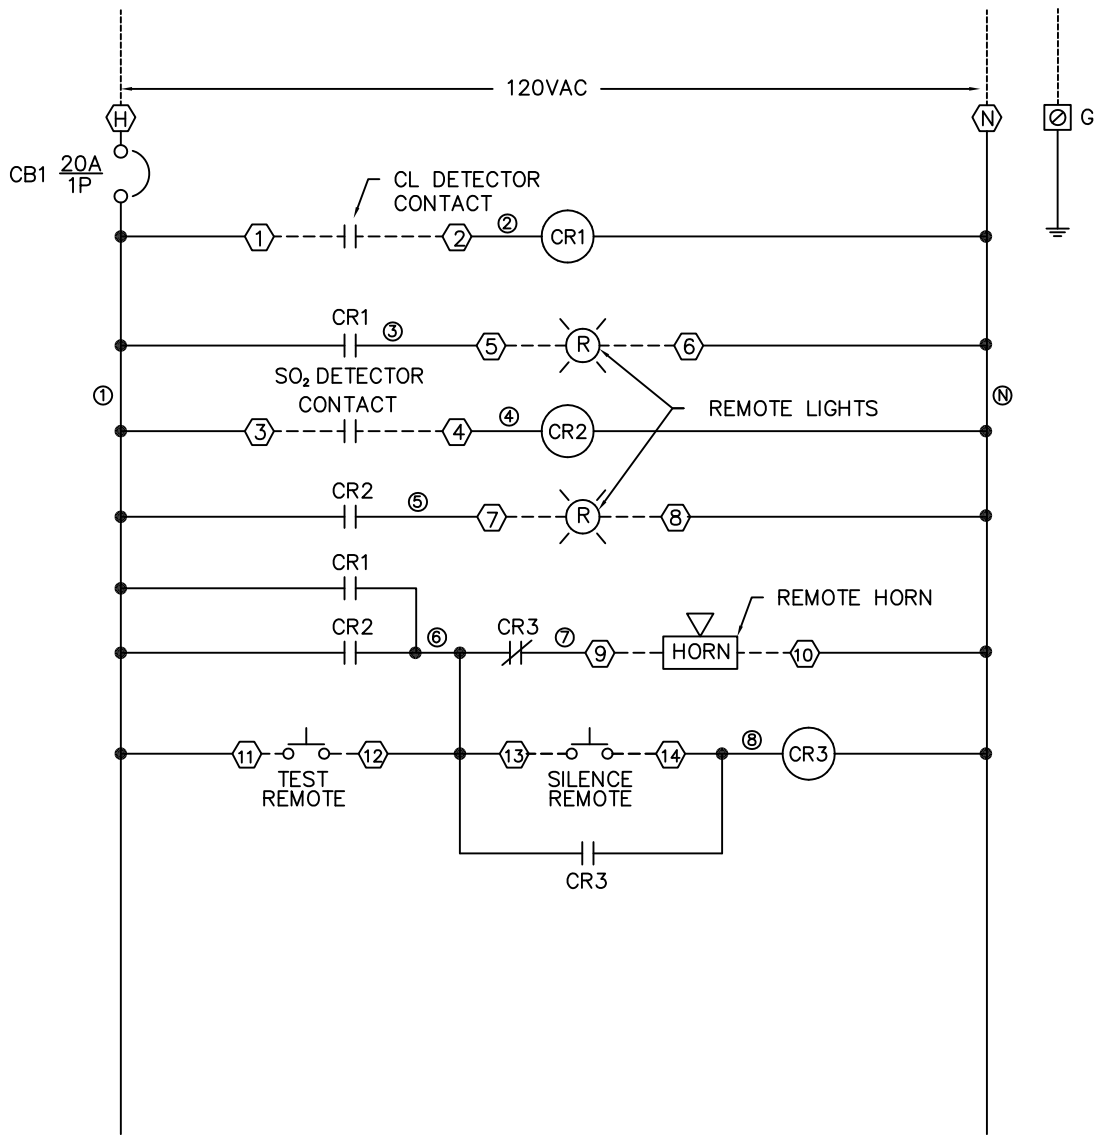 120VAC
H
N
G
CB1 20A
1P
CL DETECTOR
CONTACT
1
2
2
CR1
CR1
3
5
R
6
SO₂ DETECTOR
CONTACT
1
N
REMOTE LIGHTS
3
4
4
CR2
CR2
5
7
R
8
CR1
REMOTE HORN
CR2
6
CR3
7
9
HORN
10
11
12
13
14
8
CR3
TEST
REMOTE
SILENCE
REMOTE
CR3